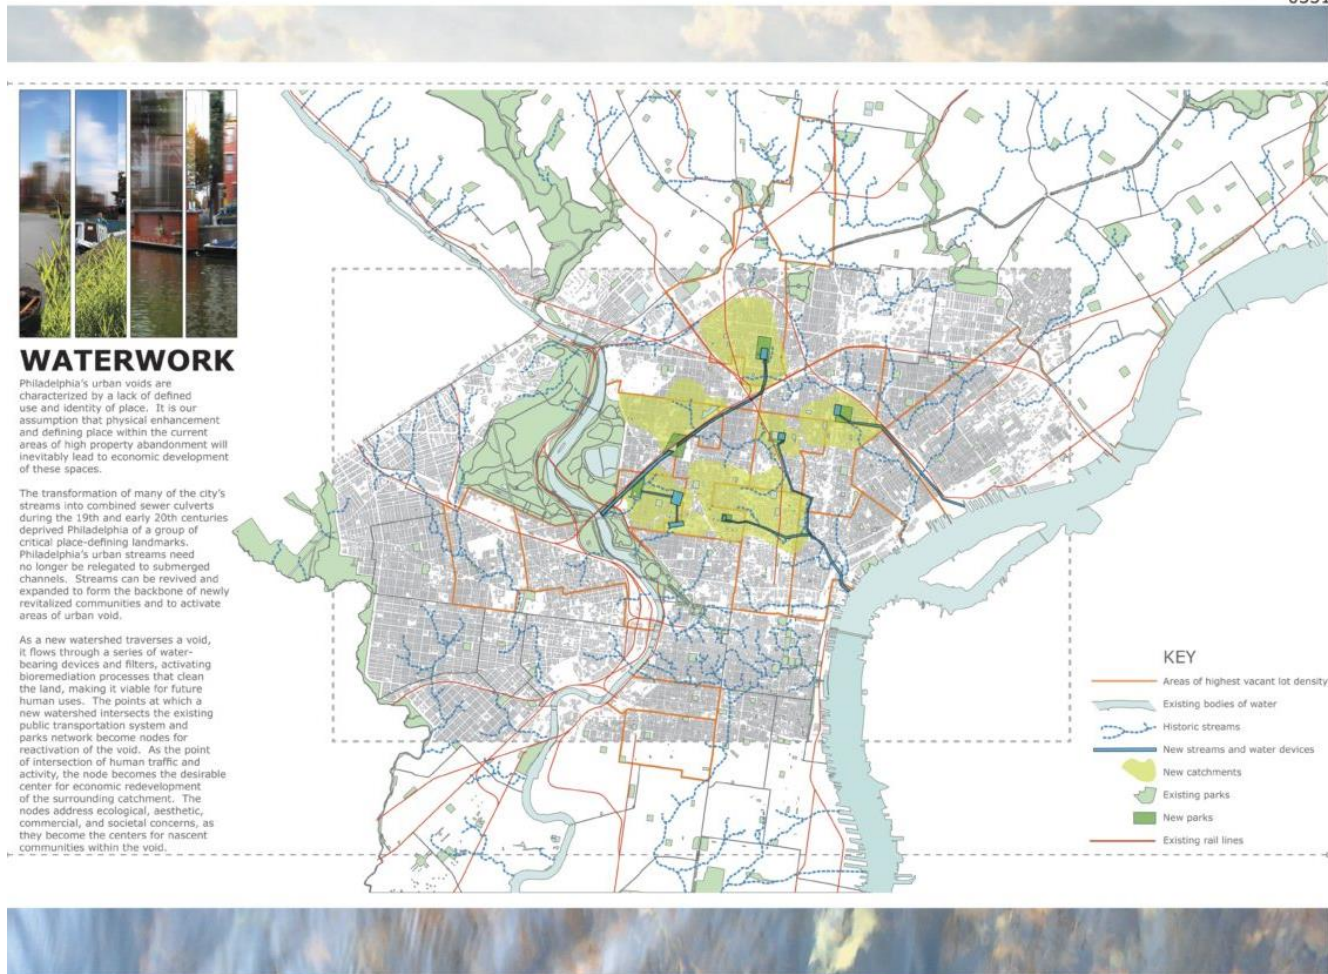 WATERWORK
Philadelphia's urban voids are
characterized by a lack of defined
use and identity of place. It is our
assumption that physical enhancement
and defining place within the current
areas of high property abandonment will
inevitably lead to economic development
of these spaces.
The transformation of many of the city's
streams into combined sewer culverts
during the 19th and early 20th centuries
deprived Philadelphia of a group of
critical place-defining landmarks.
Philadelphia's urban streams need
no longer be relegated to submerged
channels. Streams can be revived and
expanded to form the backbone of newly
revitalized communities and to activate
areas of urban void.
As a new watershed traverses a void,
it flows through a series of water-
bearing devices and filters, activating
bioremediation processes that clean
the land, making it viable for future
human uses. The points at which a
new watershed intersects the existing
public transportation system and
parks network become nodes for
reactivation of the void. As the point
of intersection of human traffic and
activity, the node becomes the desirable
center for economic redevelopment
of the surrounding catchment. The
nodes address ecological, aesthetic,
commercial, and societal concerns, as
they become the centers for nascent
communities within the void.
KEY
Areas of highest vacant lot density
Existing bodies of water
Historic streams
New streams and water devices
New catchments
Existing parks
New parks
Existing rail lines